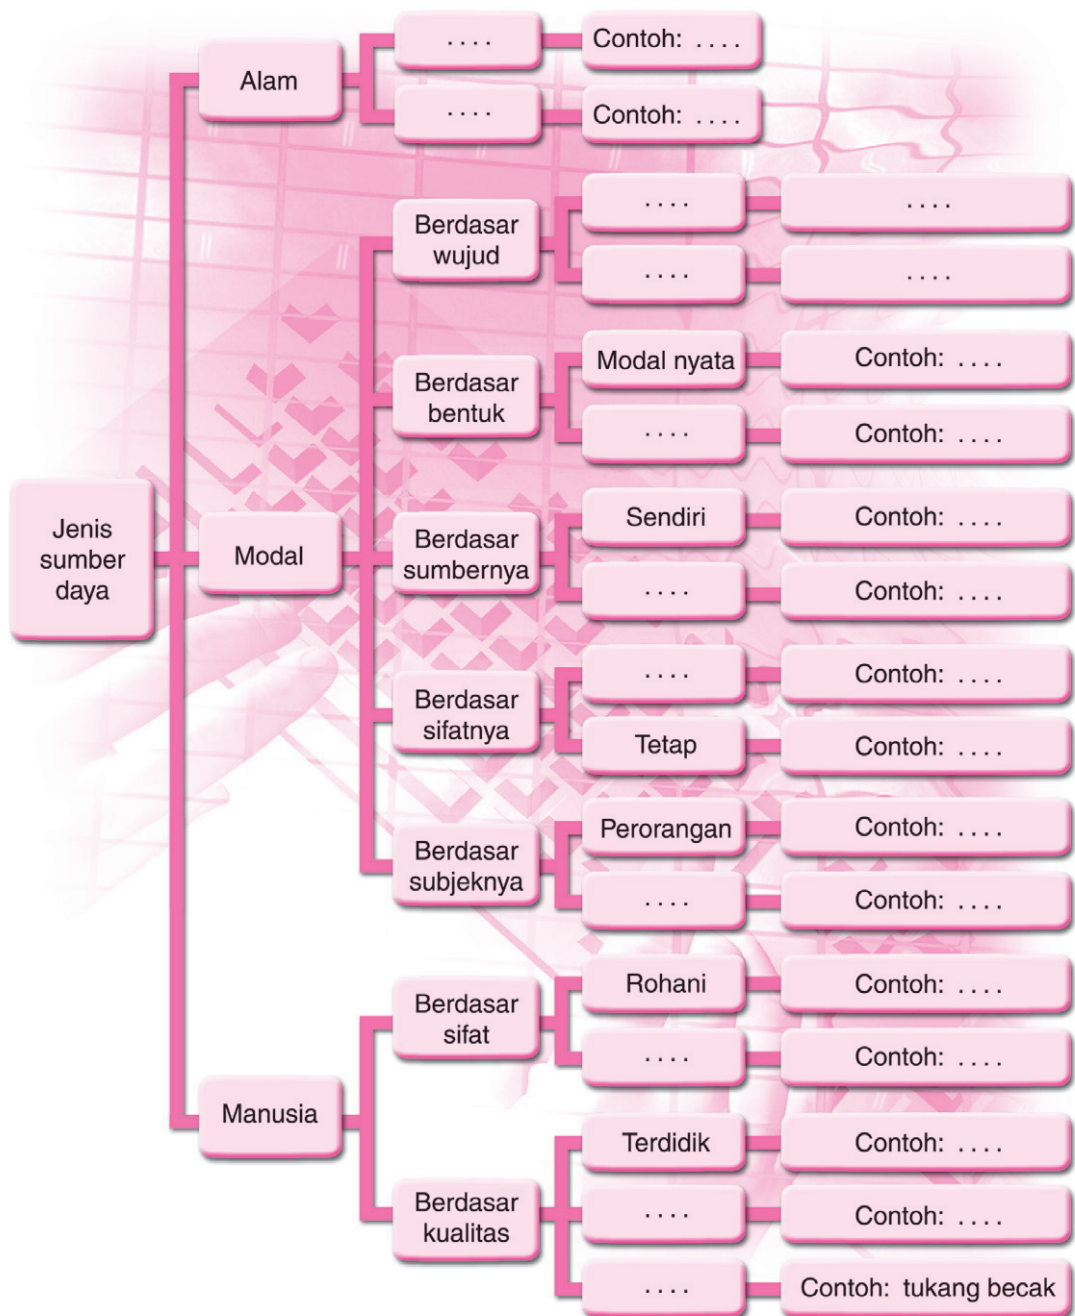 Jenis
sumber
daya
Alam
. . . .
Contoh: . . . .
. . . .
Contoh: . . . .
Modal
Berdasar
wujud
. . . .
. . . .
. . . .
. . . .
Berdasar
bentuk
Modal nyata
Contoh: . . . .
. . . .
Contoh: . . . .
Berdasar
sumbernya
Sendiri
Contoh: . . . .
. . . .
Contoh: . . . .
Berdasar
sifatnya
. . . .
Contoh: . . . .
Tetap
Contoh: . . . .
Berdasar
subjeknya
Perorangan
Contoh: . . . .
. . . .
Contoh: . . . .
Manusia
Berdasar
sifat
Rohani
Contoh: . . . .
. . . .
Contoh: . . . .
Berdasar
kualitas
Terdidik
Contoh: . . . .
. . . .
Contoh: . . . .
. . . .
Contoh: tukang becak